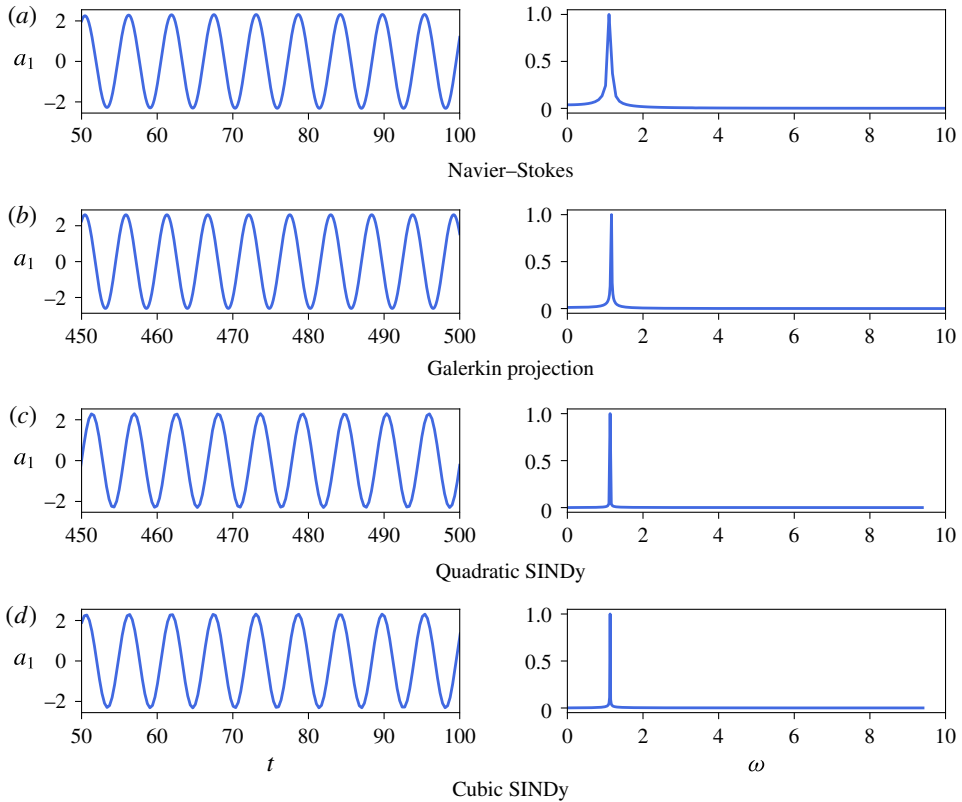 (a)
2
0
−2
a1
50 60 70 80 90 100
1.0
0.5
0
0 2 4 6 8 10
Navier–Stokes
(b)
2
0
−2
a1
450 460 470 480 490 500
1.0
0.5
0
0 2 4 6 8 10
Galerkin projection
(c)
2
0
−2
a1
450 460 470 480 490 500
1.0
0.5
0
0 2 4 6 8 10
Quadratic SINDy
(d)
2
0
−2
a1
50 60 70 80 90 100
t
1.0
0.5
0
0 2 4 6 8 10
ω
Cubic SINDy